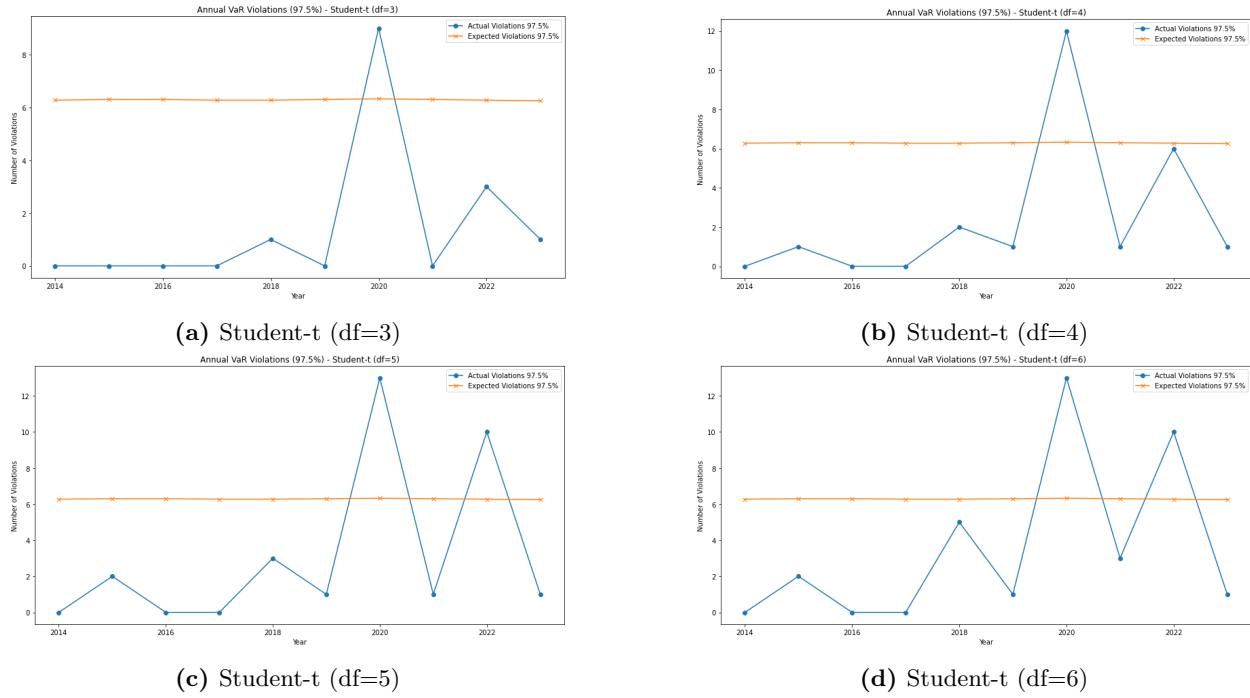 Annual VaR Violations (97.5%) - Student-t (df=3)
Actual Violations 97.5%
Expected Violations 97.5%
8
6
4
2
0
Number of Violations
2014 2016 2018 2020 2022
Year
(a) Student-t (df=3)
Annual VaR Violations (97.5%) - Student-t (df=4)
Actual Violations 97.5%
Expected Violations 97.5%
12
10
8
6
4
2
0
Number of Violations
2014 2016 2018 2020 2022
Year
(b) Student-t (df=4)
Annual VaR Violations (97.5%) - Student-t (df=5)
Actual Violations 97.5%
Expected Violations 97.5%
12
10
8
6
4
2
0
Number of Violations
2014 2016 2018 2020 2022
Year
(c) Student-t (df=5)
Annual VaR Violations (97.5%) - Student-t (df=6)
Actual Violations 97.5%
Expected Violations 97.5%
12
10
8
6
4
2
0
Number of Violations
2014 2016 2018 2020 2022
Year
(d) Student-t (df=6)